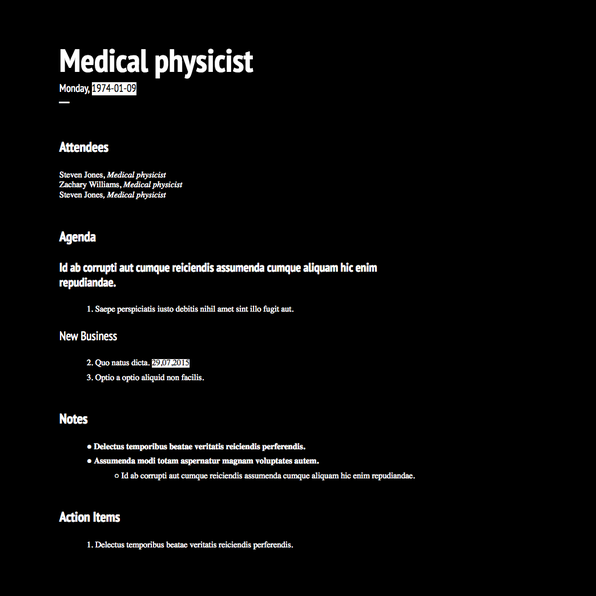 Medical physicist
Monday, 1974-01-09
Attendees
Steven Jones, Medical physicist
Zachary Williams, Medical physicist
Steven Jones, Medical physicist
Agenda
Id ab corrupti aut cumque reiciendis assumenda cumque aliquam hic enim
repudiandae.
1. Saepe perspiciatis iusto debitis nihil amet sint illo fugit aut.
New Business
2. Quo natus dicta. 29.07.2015
3. Optio a optio aliquid non facilis.
Notes
● Delectus temporibus beatae veritatis reiciendis perferendis.
● Assumenda modi totam aspernatur magnam voluptates autem.
○ Id ab corrupti aut cumque reiciendis assumenda cumque aliquam hic enim repudiandae.
Action Items
1. Delectus temporibus beatae veritatis reiciendis perferendis.